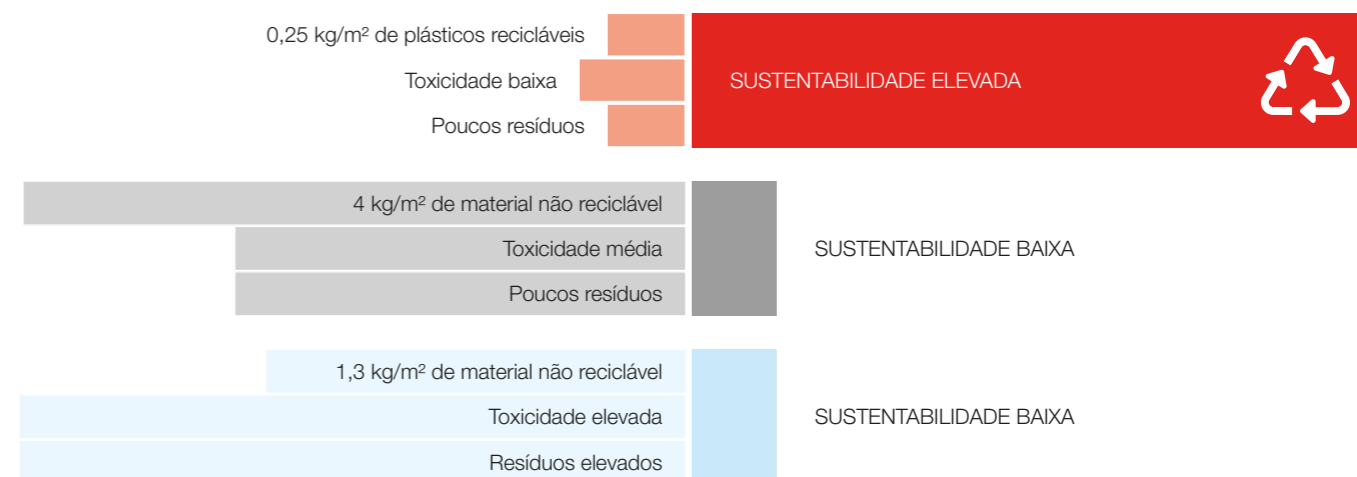 0,25 kg/m² de plásticos recicláveis
Toxicidade baixa
Poucos resíduos
SUSTENTABILIDADE ELEVADA
4 kg/m² de material não reciclável
Toxicidade média
Poucos resíduos
SUSTENTABILIDADE BAIXA
1,3 kg/m² de material não reciclável
Toxicidade elevada
Resíduos elevados
SUSTENTABILIDADE BAIXA